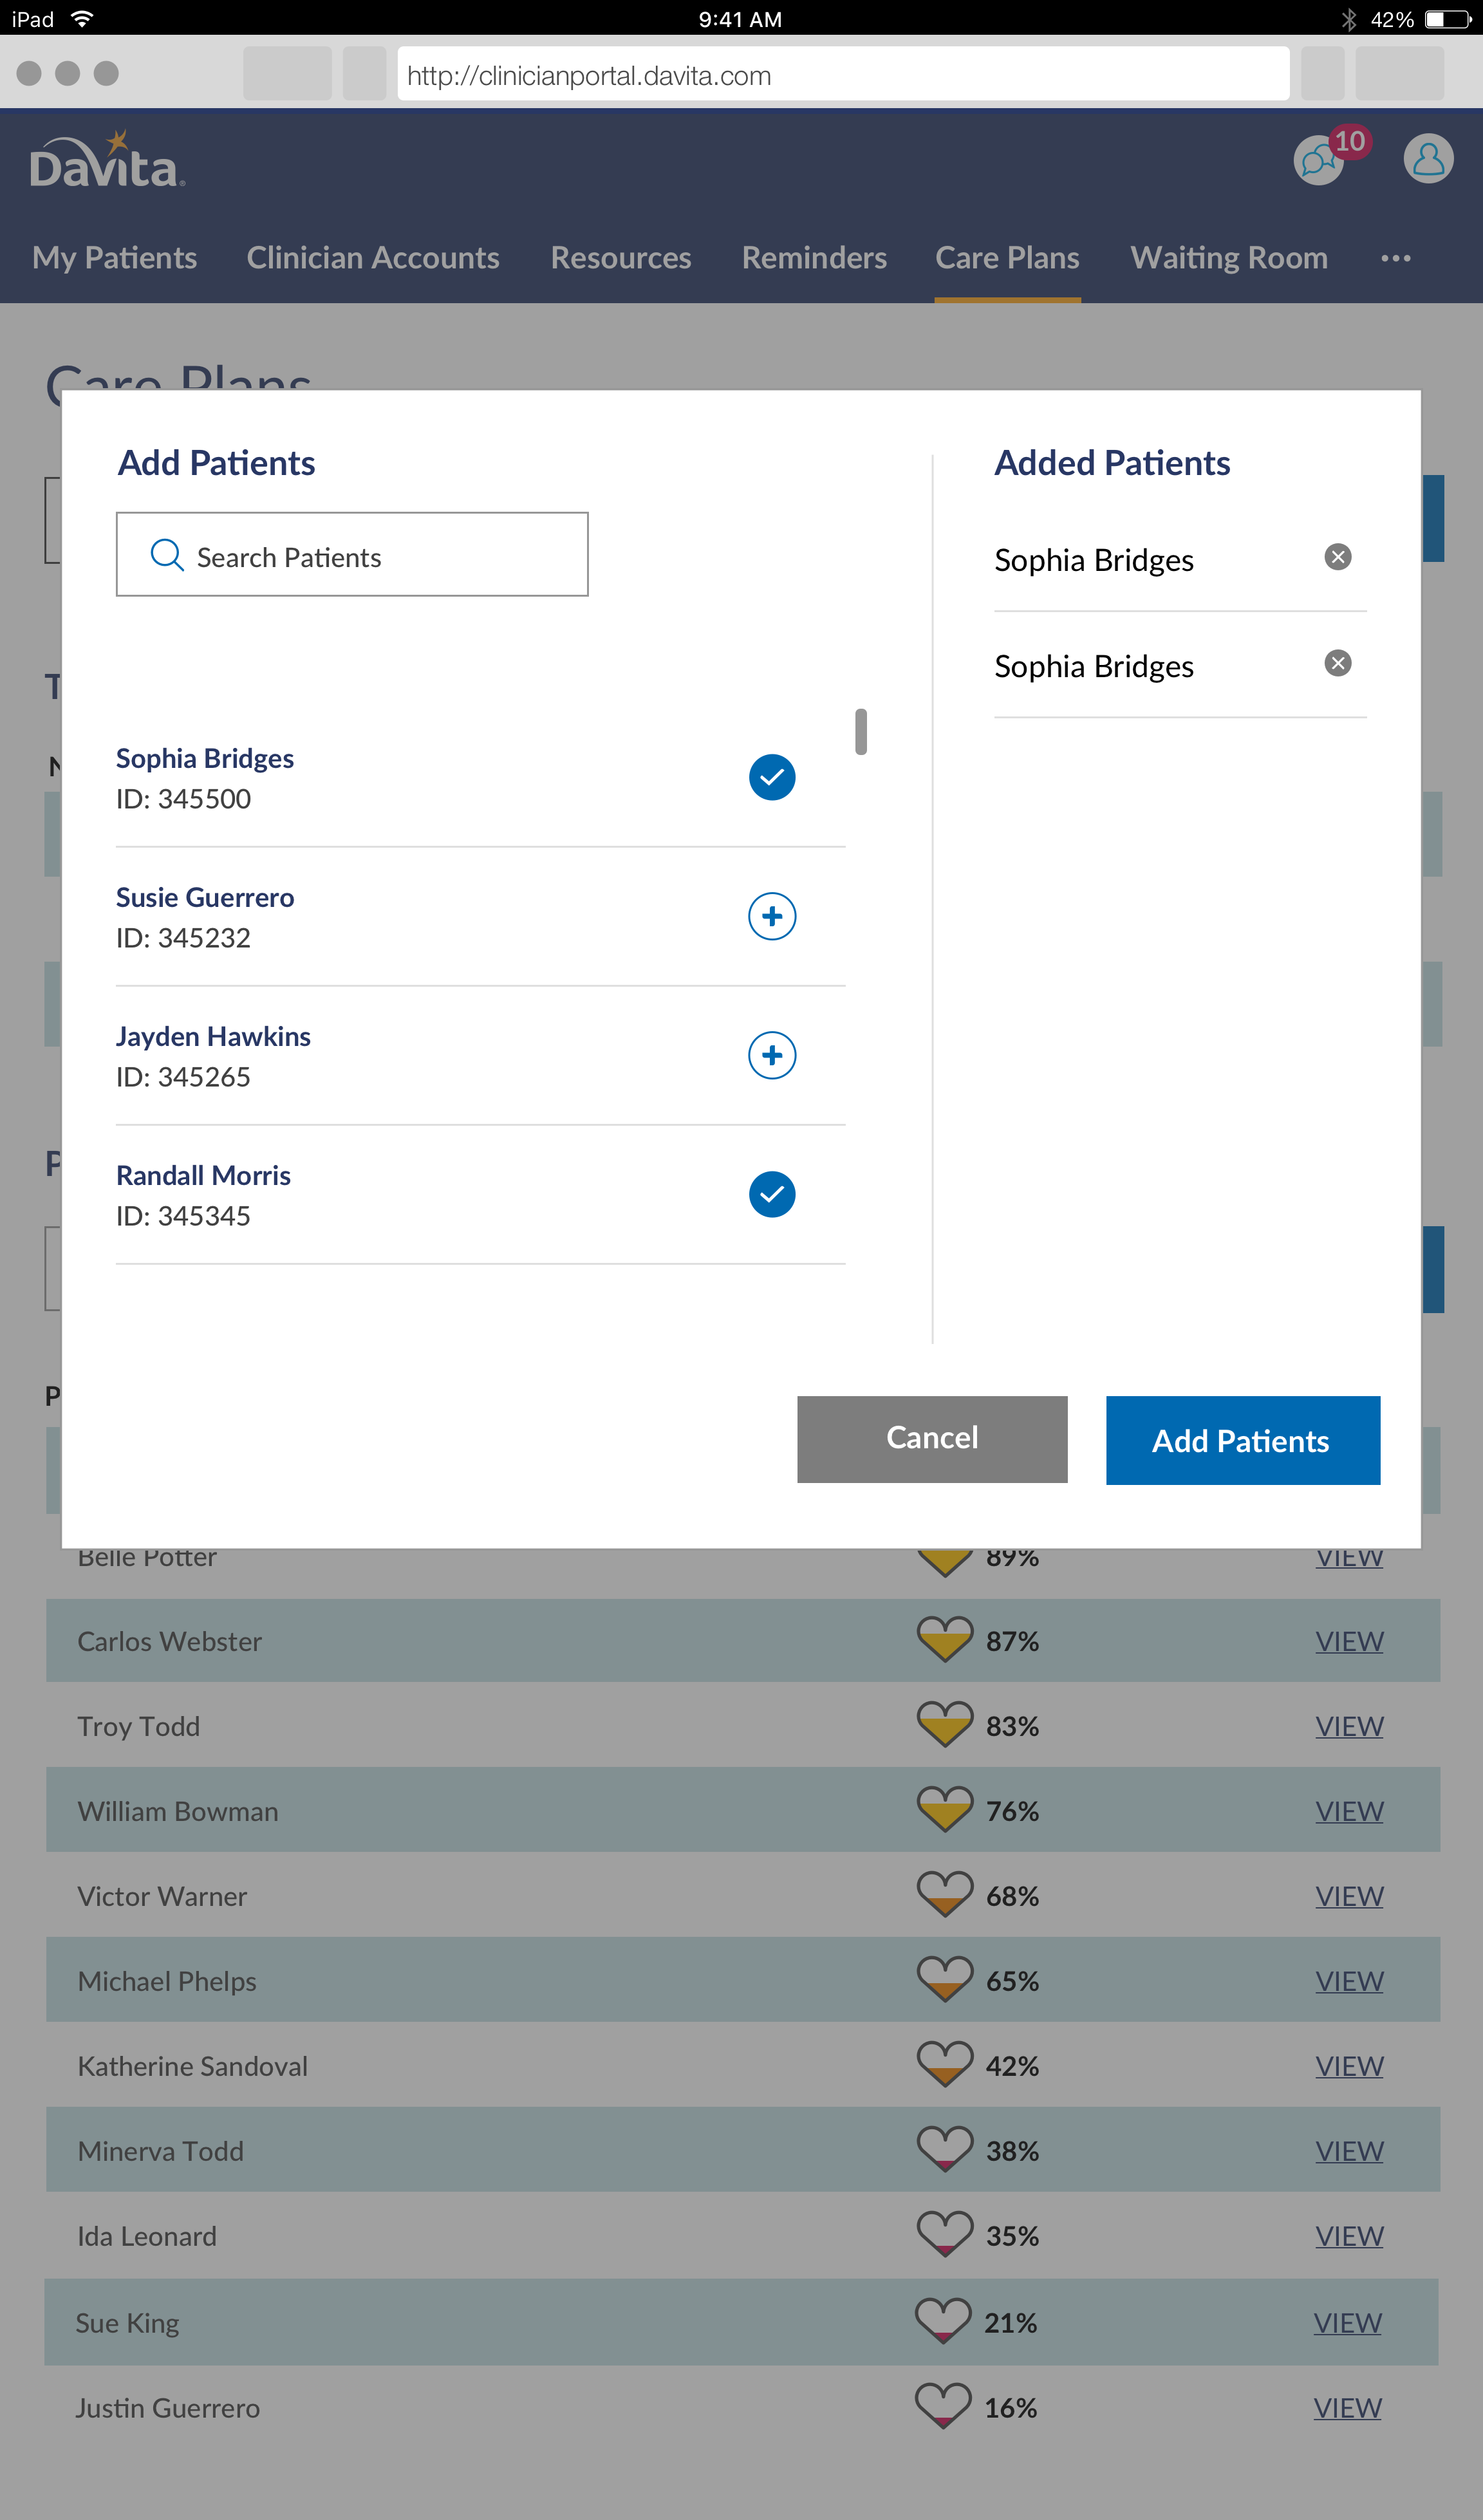 iPad
9:41 AM
42%
http://clinicianportal.davita.com
DaVita
10
My Patients
Clinician Accounts
Resources
Reminders
Care Plans
Waiting Room
Care Plans
Add Patients
Search Patients
Sophia Bridges
ID: 345500
Susie Guerrero
ID: 345232
Jayden Hawkins
ID: 345265
Randall Morris
ID: 345345
Added Patients
Sophia Bridges
Sophia Bridges
Cancel
Add Patients
Belle Potter 89% VIEW
Carlos Webster 87% VIEW
Troy Todd 83% VIEW
William Bowman 76% VIEW
Victor Warner 68% VIEW
Michael Phelps 65% VIEW
Katherine Sandoval 42% VIEW
Minerva Todd 38% VIEW
Ida Leonard 35% VIEW
Sue King 21% VIEW
Justin Guerrero 16% VIEW